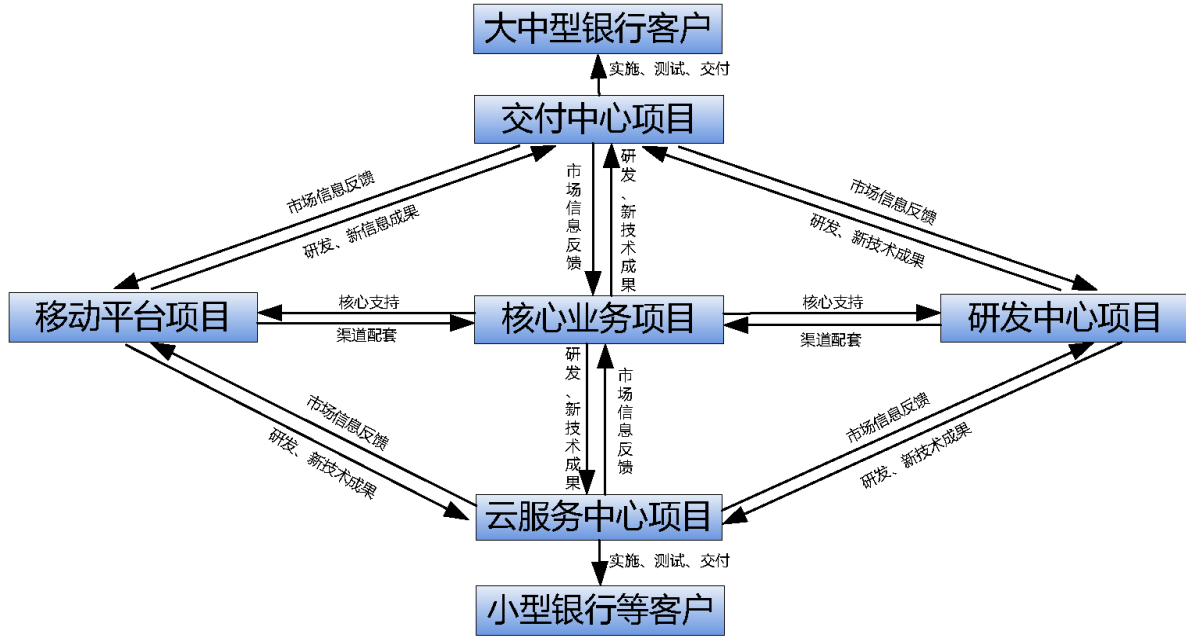 大中型银行客户
实施、测试、交付
交付中心项目
市场信息反馈
研发、新技术成果
市场信息反馈
研发、新信息成果
市场信息反馈
研发、新技术成果
移动平台项目
核心支持
渠道配套
核心业务项目
核心支持
渠道配套
研发中心项目
研发、新技术成果
市场信息反馈
市场信息反馈
研发、新技术成果
市场信息反馈
研发、新技术成果
云服务中心项目
实施、测试、交付
小型银行等客户